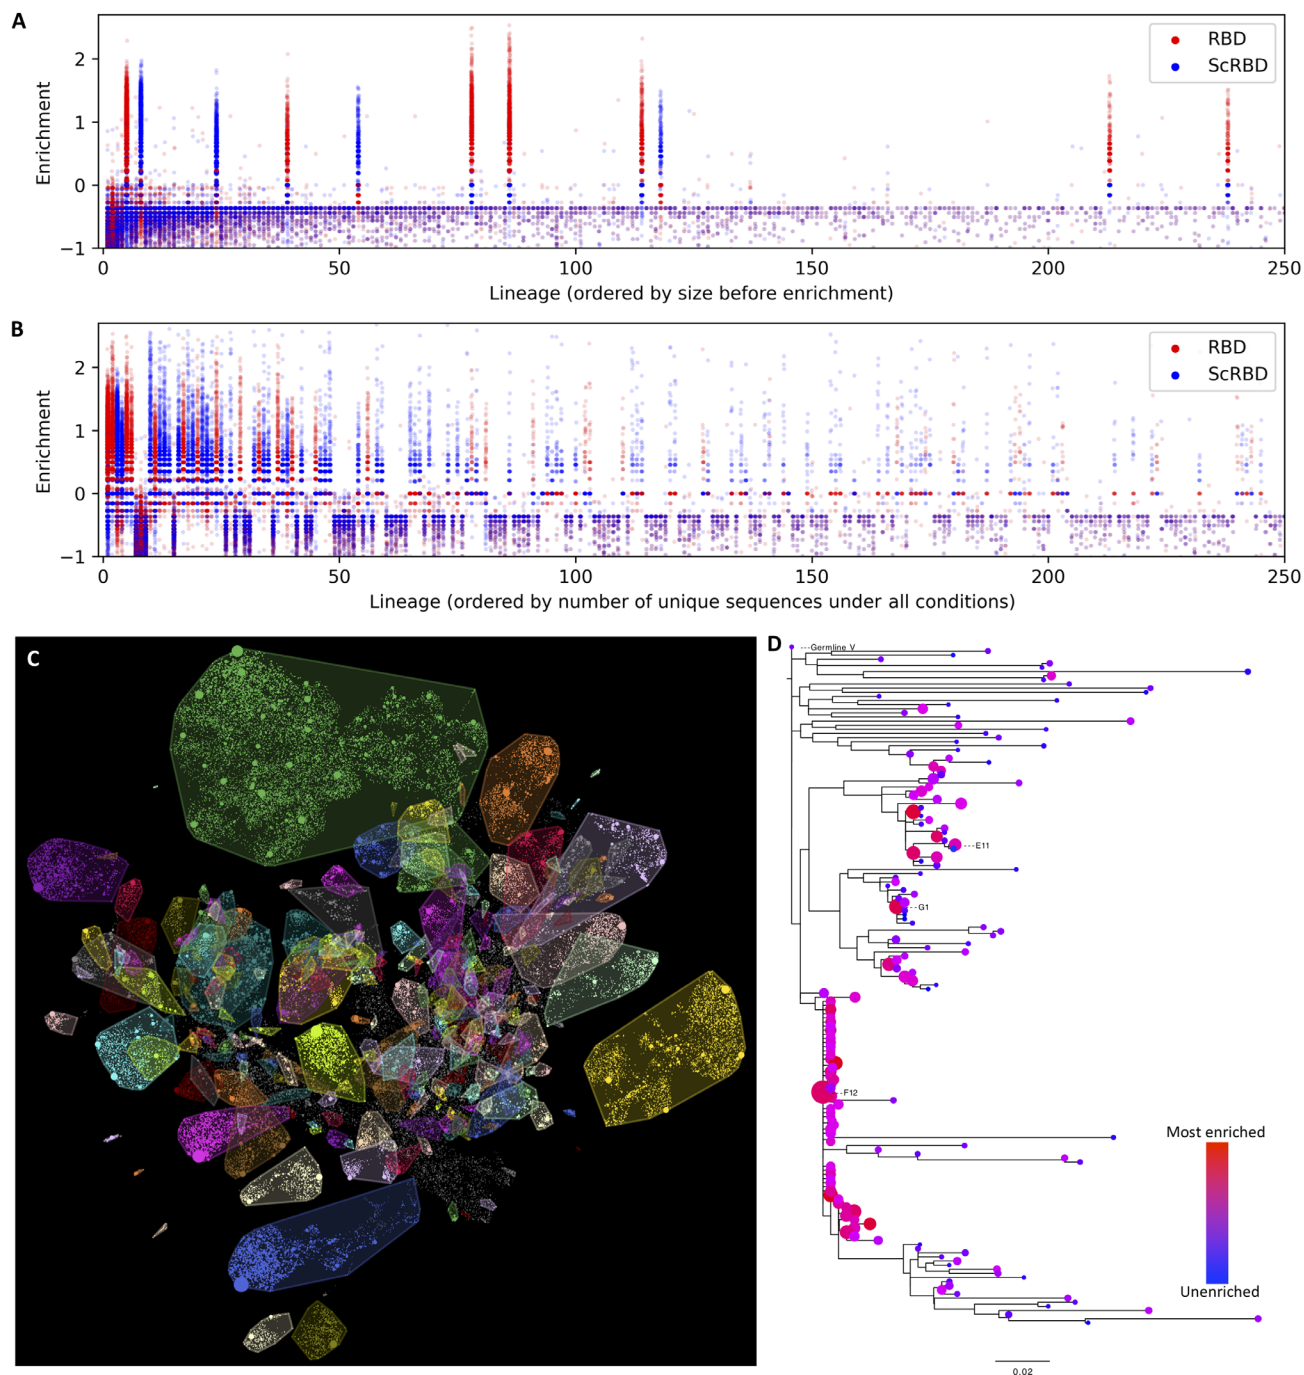 A
Enrichment
2
1
0
−1
RBD
ScRBD
0 50 100 150 200 250
Lineage (ordered by size before enrichment)
B
Enrichment
2
1
0
−1
RBD
ScRBD
0 50 100 150 200 250
Lineage (ordered by number of unique sequences under all conditions)
C
D
---Germline V
---E11
--G1
-F12
Most enriched
Unenriched
0.02